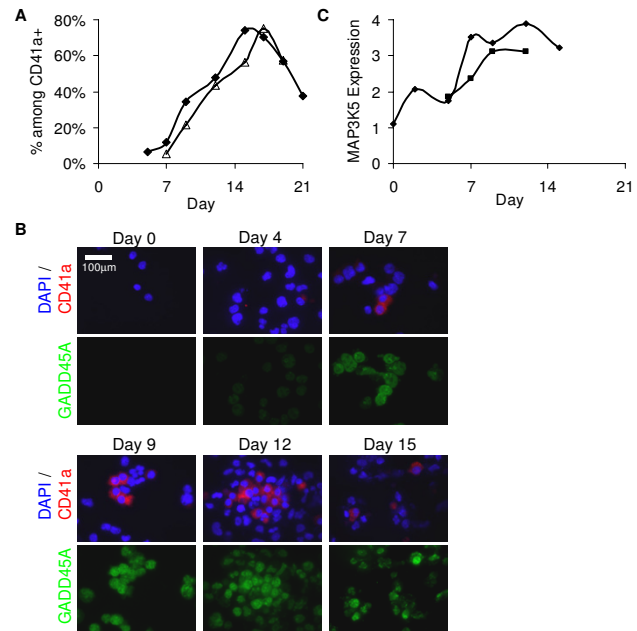 A
80%
60%
40%
20%
0%
% among CD41a+
0 7 14 21
Day
C
5
4
3
2
1
0
MAP3K5 Expression
0 7 14 21
Day
B
Day 0 Day 4 Day 7
DAPI /
CD41a
100µm
GADD45A
Day 9 Day 12 Day 15
DAPI /
CD41a
GADD45A